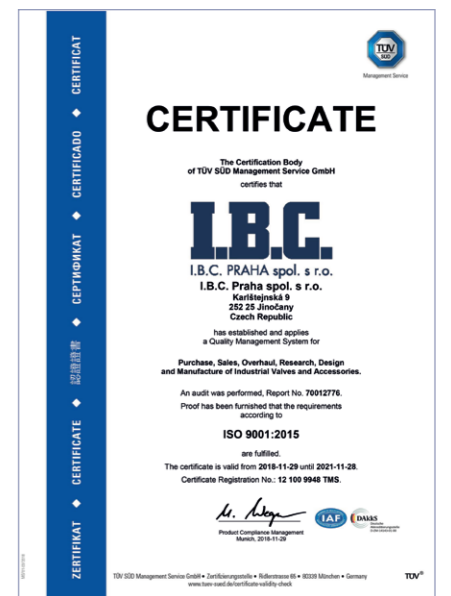 TÜV
SÜD
Management Service
CERTIFICATE
The Certification Body
of TÜV SÜD Management Service GmbH
certifies that
I.B.C.
I.B.C. PRAHA spol. s r.o.
I.B.C. Praha spol. s r.o.
Karlštejnská 9
252 25 Jinočany
Czech Republic
has established and applies
a Quality Management System for
Purchase, Sales, Overhaul, Research, Design
and Manufacture of Industrial Valves and Accessories.
An audit was performed, Report No. 70012776.
Proof has been furnished that the requirements
according to
ISO 9001:2015
are fulfilled.
The certificate is valid from 2018-11-29 until 2021-11-28.
Certificate Registration No.: 12 100 9948 TMS.
Product Compliance Management
Munich, 2018-11-29
IAF
DAkkS
TÜV SÜD Management Service GmbH • Zertifizierungsstelle • Ridlerstrasse 65 • 80339 München • Germany
www.tuev-sued.de/certificate-validity-check
TÜV®
ZERTIFIKAT ◆ CERTIFICATE ◆ 認證證書 ◆ СЕРТИФИКАТ ◆ CERTIFICADO ◆ CERTIFICAT